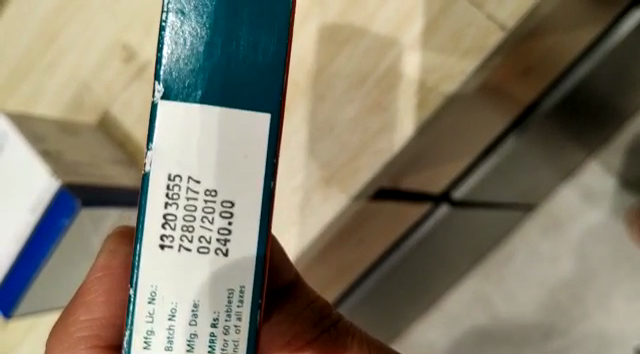 Mfg. Lic. No.: 13203655
Batch No.: 72800177
Mfg. Date: 02/2018
MRP Rs.: 240.00
(for 60 tablets)
incl. of all taxes